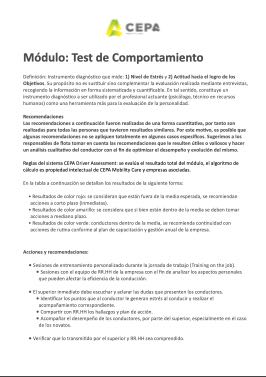 CEPA
Módulo: Test de Comportamiento
Definición: Instrumento diagnóstico que mide: 1) Nivel de Estrés y 2) Actitud hacia el logro de los
Objetivos. Su propósito no es sustituir sino complementar la evaluación realizada mediante entrevistas,
recogiendo la información en forma sistematizada y cuantificable. En tal sentido, constituye un
instrumento diagnóstico a ser utilizado por el profesional actuante (psicólogo, técnico en recursos
humanos) como una herramienta más para la evaluación de la personalidad.
Recomendaciones
Las recomendaciones a continuación fueron realizadas de una forma cuantitativa, por tanto son
realizadas para todas las personas que tuvieron resultados similares. Por este motivo, es posible que
algunas recomendaciones no se apliquen totalmente en algunos casos específicos. Sugerimos a los
responsables de flota tomar en cuenta las recomendaciones que le resulten útiles o valiosos y hacer
un análisis cualitativo del conductor con el fin de optimizar el desempeño y evolución del mismo.
Reglas del sistema CEPA Driver Assessment: se evalúa el resultado total del módulo, el algoritmo de
cálculo es propiedad intelectual de CEPA Mobility Care y empresas asociadas.
En la tabla a continuación se detallan los resultados de la siguiente forma:
• Resultados de color rojo: se consideran que están fuera de la media esperada, se recomiendan
acciones a corto plazo (inmediatas).
• Resultados de color amarillo: se considera que si bien están dentro de la media se deben tomar
acciones a mediano plazo.
• Resultados de color verde: conductores dentro de la media, se recomienda continuidad con
acciones de rutina conforme al plan de capacitación y gestión anual de la empresa.
Acciones y recomendaciones:
• Sesiones de entrenamiento personalizado durante la jornada de trabajo (Training on the job).
• Sesiones con el equipo de RR.HH de la empresa con el fin de analizar los aspectos personales
que pueden afectar la eficiencia de la conducción.
• El superior inmediato debe escuchar y aclarar las dudas que presenten los conductores.
• Identificar los puntos que al conductor le generan estrés al conducir y realizar el
acompañamiento correspondiente.
• Compartir con RR.HH los hallazgos y plan de acción.
• Acompañar el desempeño de los conductores, por parte del superior, especialmente en el caso
de los novatos.
• Verificar que lo transmitido por el superior y RR.HH sea comprendido.